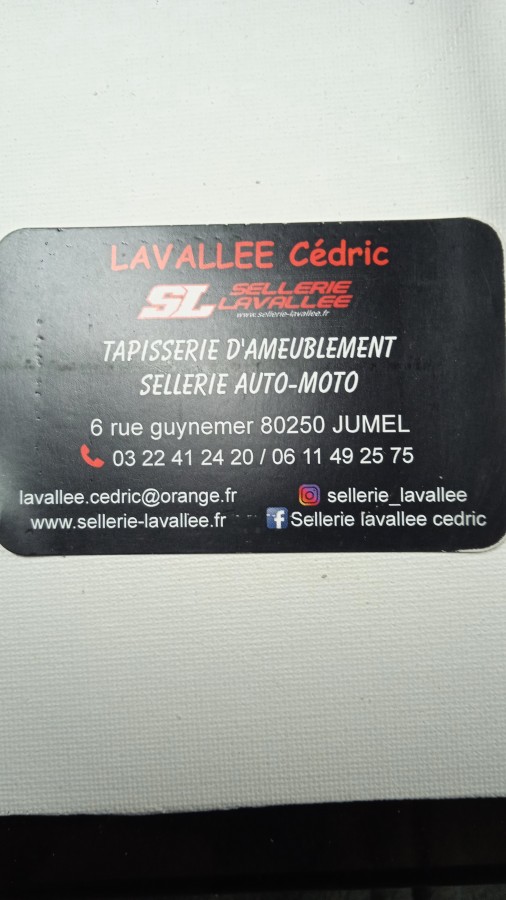 LAVALLEE Cédric
SL SELLERIE
LAVALLEE
www.sellerie-lavallee.fr
TAPISSERIE D'AMEUBLEMENT
SELLERIE AUTO-MOTO
6 rue guynemer 80250 JUMEL
03 22 41 24 20 / 06 11 49 25 75
lavallee.cedric@orange.fr sellerie_lavallee
www.sellerie-lavallee.fr Sellerie lavallee cedric